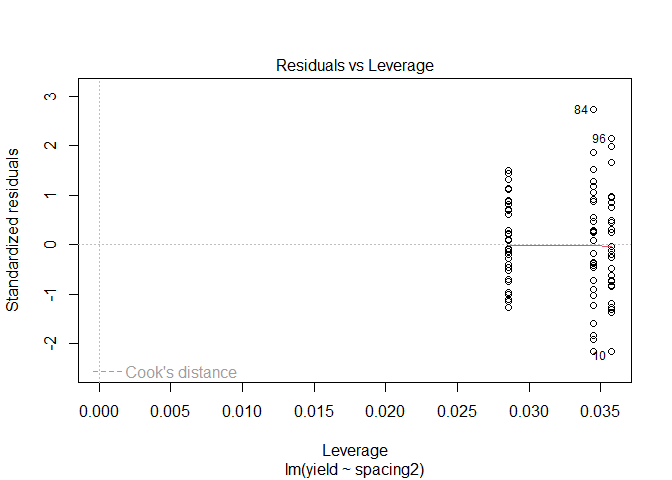 Residuals vs Leverage
Standardized residuals
3
2
1
0
-1
-2
84
96
10
Cook's distance
0.000 0.005 0.010 0.015 0.020 0.025 0.030 0.035
Leverage
lm(yield ~ spacing2)